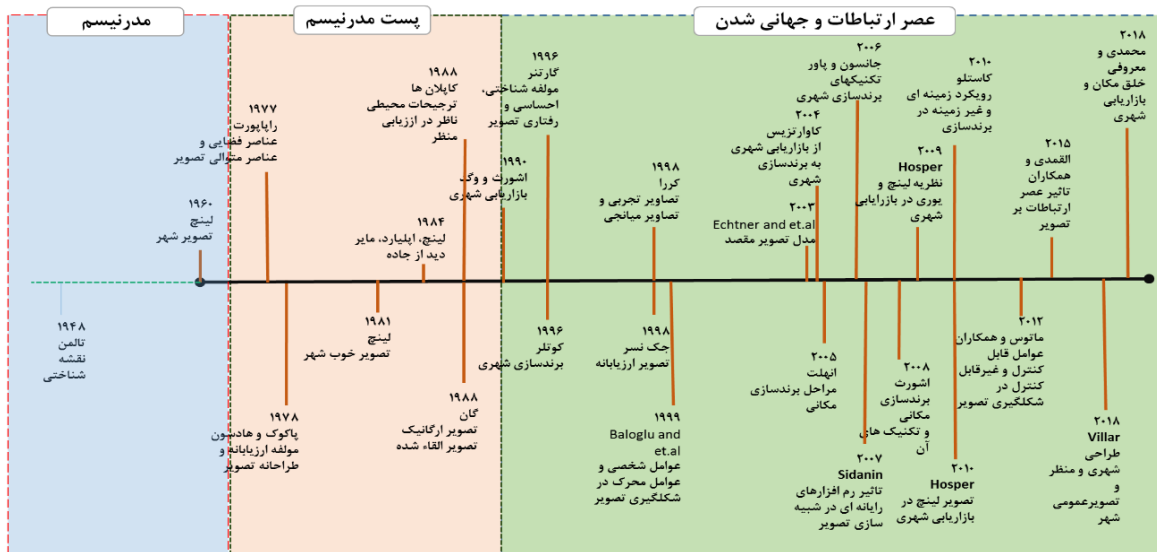 مدرنیسم
پست مدرنیسم
عصر ارتباطات و جهانی شدن
۱۹۴۸
تالمن
نقشه
شناختی
۱۹۶۰
لینچ
تصویر شهر
۱۹۷۷
راپاپورت
عناصر فضایی و
عناصر متوالی تصویر
۱۹۷۸
پاکوک و هادسون
مولفه ارزیابانه و
طراحانه تصویر
۱۹۸۱
لینچ
تصویر خوب شهر
۱۹۸۴
لینچ، اپلیارد، مایر
دید از جاده
۱۹۸۸
کاپلان ها
ترجیحات محیطی
ناظر در اززیابی
منظر
۱۹۸۸
گان
تصویر ارگانیک
تصویر القاء شده
۱۹۹۰
اشورث و وگد
بازاریابی شهری
۱۹۹۶
گارتنر
مولفه شناختی،
احساسی و
رفتاری تصویر
۱۹۹۶
کوتلر
برندسازی شهری
۱۹۹۸
کررا
تصاویر تجربی و
تصاویر میانجی
۱۹۹۸
جک نسر
تصویر ارزیابانه
۱۹۹۹
Baloglu and
et.al
عوامل شخصی و
عوامل محرک در
شکلگیری تصویر
۲۰۰۳
Echtner and et.al
مدل تصویر مقصد
۲۰۰۴
کاوارتزیس
از بازاریابی شهری
به برندسازی
شهری
۲۰۰۵
انهلت
مراحل برندسازی
مکانی
۲۰۰۶
جانسون و پاور
تکنیکهای
برندسازی شهری
۲۰۰۷
Sidanin
تاثیر رم افزارهای
رایانه ای در شبیه
سازی تصویر
۲۰۰۸
اشورث
برندسازی
مکانی
و تکنیک های
آن
۲۰۰۹
Hosper
نظریه لینچ و
یوری در بازرایابی
شهری
۲۰۱۰
کاستلو
رویکرد زمینه ای
و غیر زمینه در
برندسازی
۲۰۱۰
Hosper
تصویر لینچ در
بازاریابی شهری
۲۰۱۲
ماتوس و همکاران
عوامل قابل
کنترل و غیرقابل
کنترل در
شکلگیری تصویر
۲۰۱۵
القمدی و
همکاران
تاثیر عصر
ارتباطات بر
تصویر
۲۰۱۸
محمدی و
معروفی
خلق مکان و
بازاریابی
شهری
۲۰۱۸
Villar
طراحی
شهری و منظر
و
تصویرعمومی
شهر